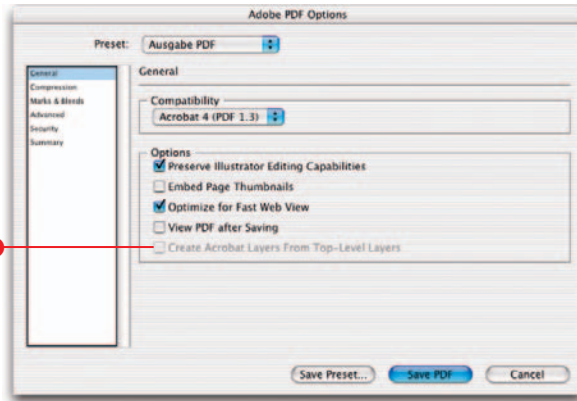 Adobe PDF Options
Preset: Ausgabe PDF
General
Compression
Marks & Bleeds
Advanced
Security
Summary
General
Compatibility
Acrobat 4 (PDF 1.3)
Options
Preserve Illustrator Editing Capabilities
Embed Page Thumbnails
Optimize for Fast Web View
View PDF after Saving
Create Acrobat Layers From Top-Level Layers
Save Preset... Save PDF Cancel